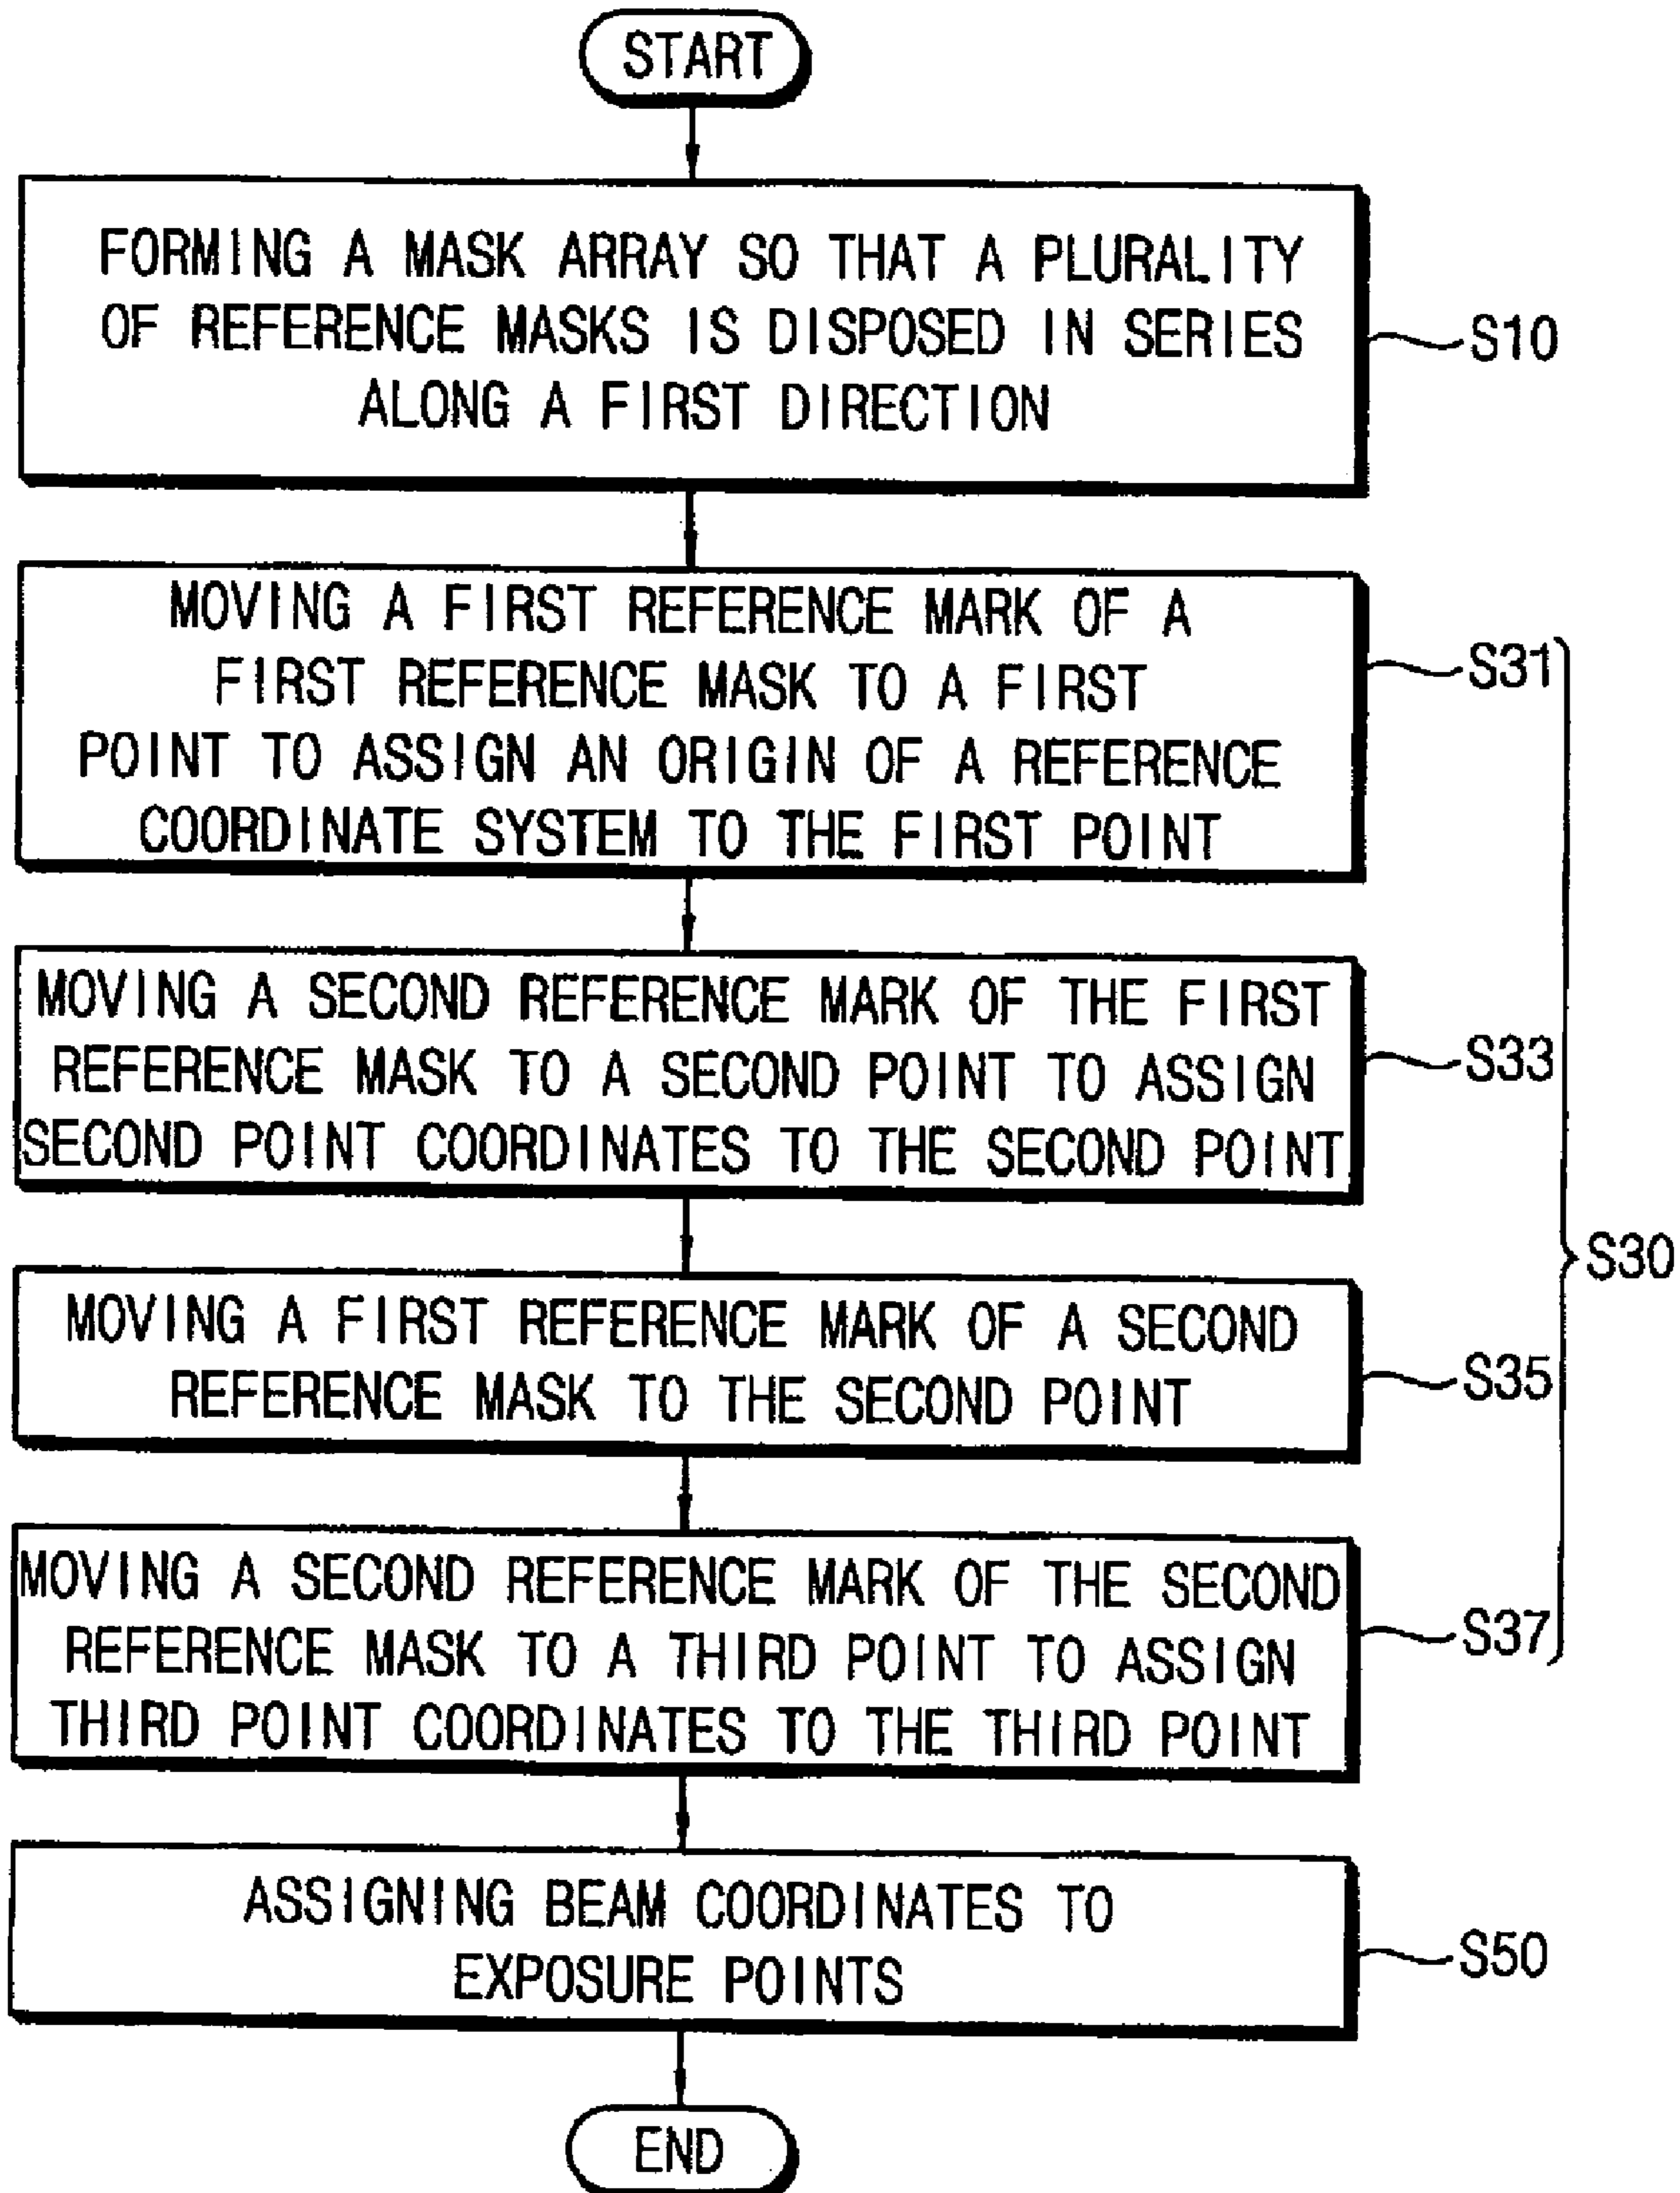 START
FORMING A MASK ARRAY SO THAT A PLURALITY
OF REFERENCE MASKS IS DISPOSED IN SERIES
ALONG A FIRST DIRECTION
S10
MOVING A FIRST REFERENCE MARK OF A
FIRST REFERENCE MASK TO A FIRST
POINT TO ASSIGN AN ORIGIN OF A REFERENCE
COORDINATE SYSTEM TO THE FIRST POINT
S31
MOVING A SECOND REFERENCE MARK OF THE FIRST
REFERENCE MASK TO A SECOND POINT TO ASSIGN
SECOND POINT COORDINATES TO THE SECOND POINT
S33
S30
MOVING A FIRST REFERENCE MARK OF A SECOND
REFERENCE MASK TO THE SECOND POINT
S35
MOVING A SECOND REFERENCE MARK OF THE SECOND
REFERENCE MASK TO A THIRD POINT TO ASSIGN
THIRD POINT COORDINATES TO THE THIRD POINT
S37
ASSIGNING BEAM COORDINATES TO
EXPOSURE POINTS
S50
END